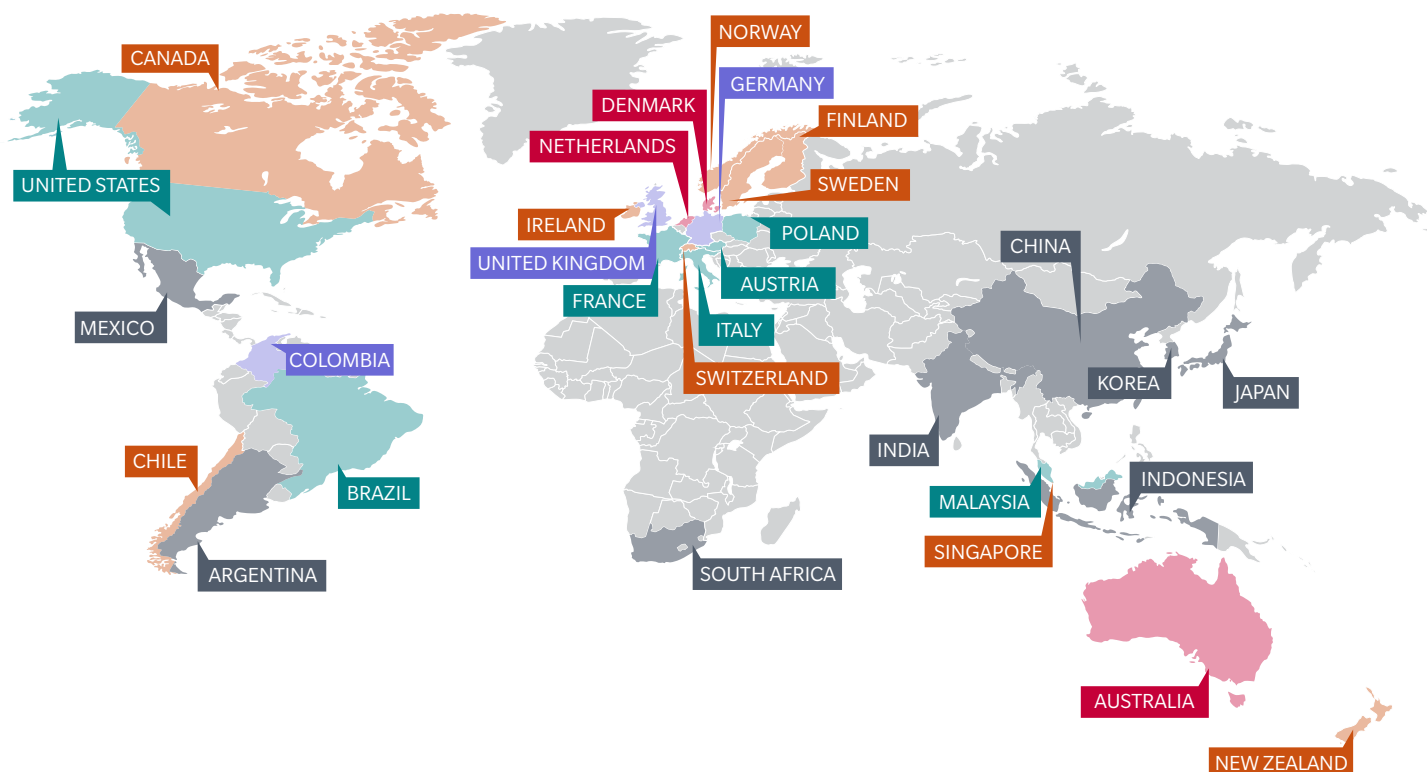 NORWAY
CANADA
GERMANY
DENMARK
FINLAND
NETHERLANDS
UNITED STATES
SWEDEN
IRELAND
POLAND
CHINA
UNITED KINGDOM
AUSTRIA
FRANCE
MEXICO
ITALY
COLOMBIA
SWITZERLAND
KOREA
JAPAN
INDIA
CHILE
INDONESIA
BRAZIL
MALAYSIA
SINGAPORE
ARGENTINA
SOUTH AFRICA
AUSTRALIA
NEW ZEALAND